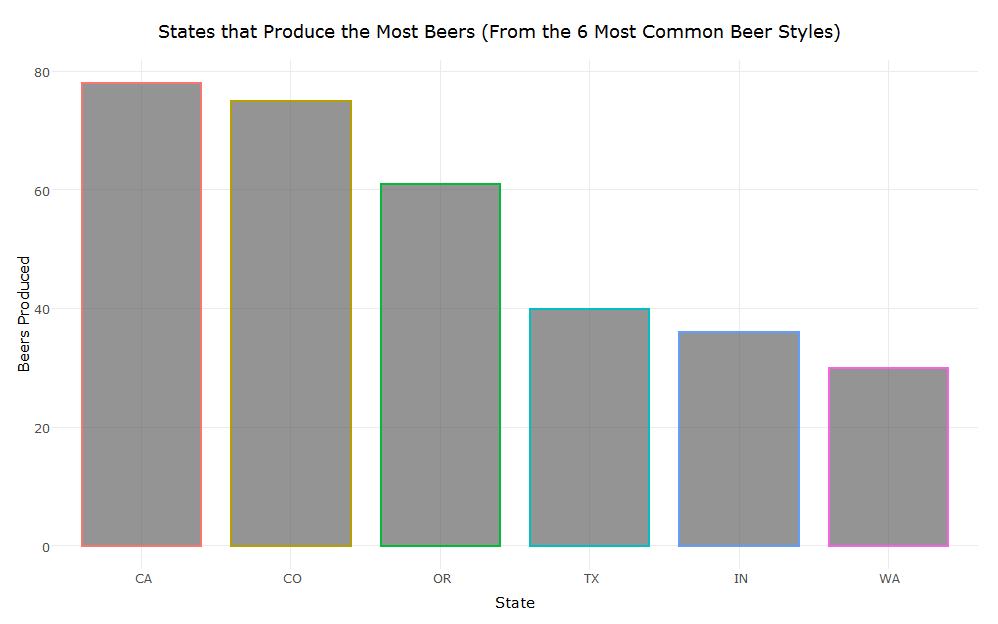 States that Produce the Most Beers (From the 6 Most Common Beer Styles)
80
60
40
20
0
Beers Produced
CA CO OR TX IN WA
State